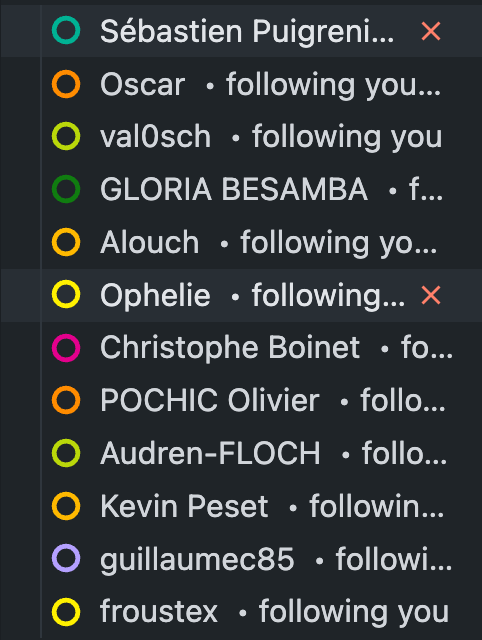 Sébastien Puigreni...
Oscar • following you...
val0sch • following you
GLORIA BESAMBA • f...
Alouch • following yo...
Ophelie • following...
Christophe Boinet • fo...
POCHIC Olivier • follo...
Audren-FLOCH • follo...
Kevin Peset • followin...
guillaumec85 • followi...
froustex • following you